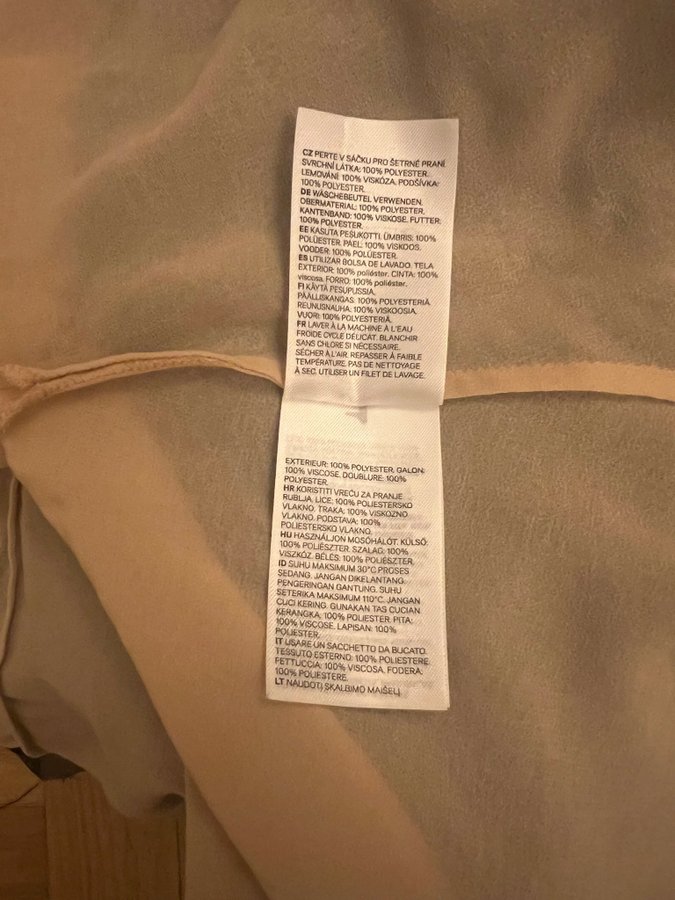 CZ PERTE V SÁČKU PRO ŠETRNÉ PRANÍ.
SVRCHNÍ LÁTKA: 100% POLYESTER.
LEMOVÁNÍ: 100% VISKÓZA. PODŠÍVKA:
100% POLYESTER.
DE WÄSCHEBEUTEL VERWENDEN.
OBERMATERIAL: 100% POLYESTER,
KANTENBAND: 100% VISKOSE. FUTTER:
100% POLYESTER.
EE KASUTA PESUKOTTI. ÜMBRIS: 100%
POLÜESTER. PAEL: 100% VISKOOS.
VOODER: 100% POLÜESTER.
ES UTILIZAR BOLSA DE LAVADO. TELA
EXTERIOR: 100% poliéster. CINTA: 100%
viscosa. FORRO: 100% poliéster.
FI KÄYTÄ PESUPUSSIA.
PÄÄLLISKANGAS: 100% POLYESTERIÄ.
REUNUSNAUHA: 100% VISKOOSIA.
VUORI: 100% POLYESTERIÄ.
FR LAVER À LA MACHINE À L'EAU
FROIDE CYCLE DÉLICAT. BLANCHIR
SANS CHLORE SI NÉCESSAIRE.
SÉCHER À L'AIR. REPASSER À FAIBLE
TEMPÉRATURE. PAS DE NETTOYAGE
À SEC. UTILISER UN FILET DE LAVAGE.
EXTERIEUR: 100% POLYESTER. GALON:
100% VISCOSE. DOUBLURE: 100%
POLYESTER.
HR KORISTITI VREĆU ZA PRANJE
RUBLJA. LICE: 100% POLIESTERSKO
VLAKNO. TRAKA: 100% VISKOZNO
VLAKNO. PODSTAVA: 100%
POLIESTERSKO VLAKNO.
HU HASZNÁLJON MOSÓHÁLÓT. KÜLSŐ:
100% POLIÉSZTER. SZALAG: 100%
VISZKÓZ. BÉLÉS: 100% POLIÉSZTER.
ID SUHU MAKSIMUM 30°C PROSES
SEDANG. JANGAN DIKELANTANG.
PENGERINGAN GANTUNG. SUHU
SETERIKA MAKSIMUM 110°C. JANGAN
CUCI KERING. GUNAKAN TAS CUCIAN
KERANGKA: 100% POLIESTER. PITA:
100% VISCOSE. LAPISAN: 100%
POLIESTER.
IT USARE UN SACCHETTO DA BUCATO.
TESSUTO ESTERNO: 100% POLIESTERE.
FETTUCCIA: 100% VISCOSA. FODERA:
100% POLIESTERE.
LT NAUDOTI SKALBIMO MAIŠELĮ.